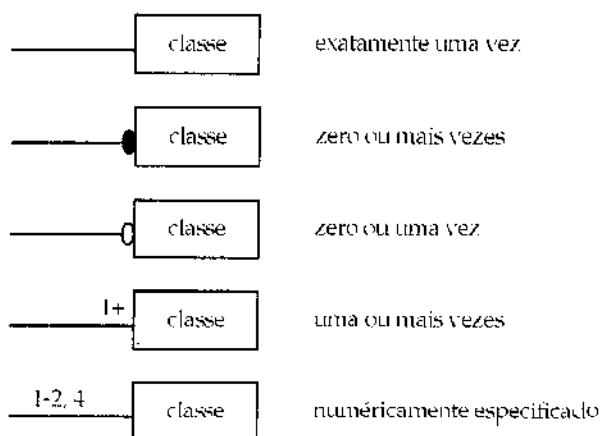 classe exatamente uma vez
classe zero ou mais vezes
classe zero ou uma vez
1+ classe uma ou mais vezes
1-2, 4 classe numéricamente especificado